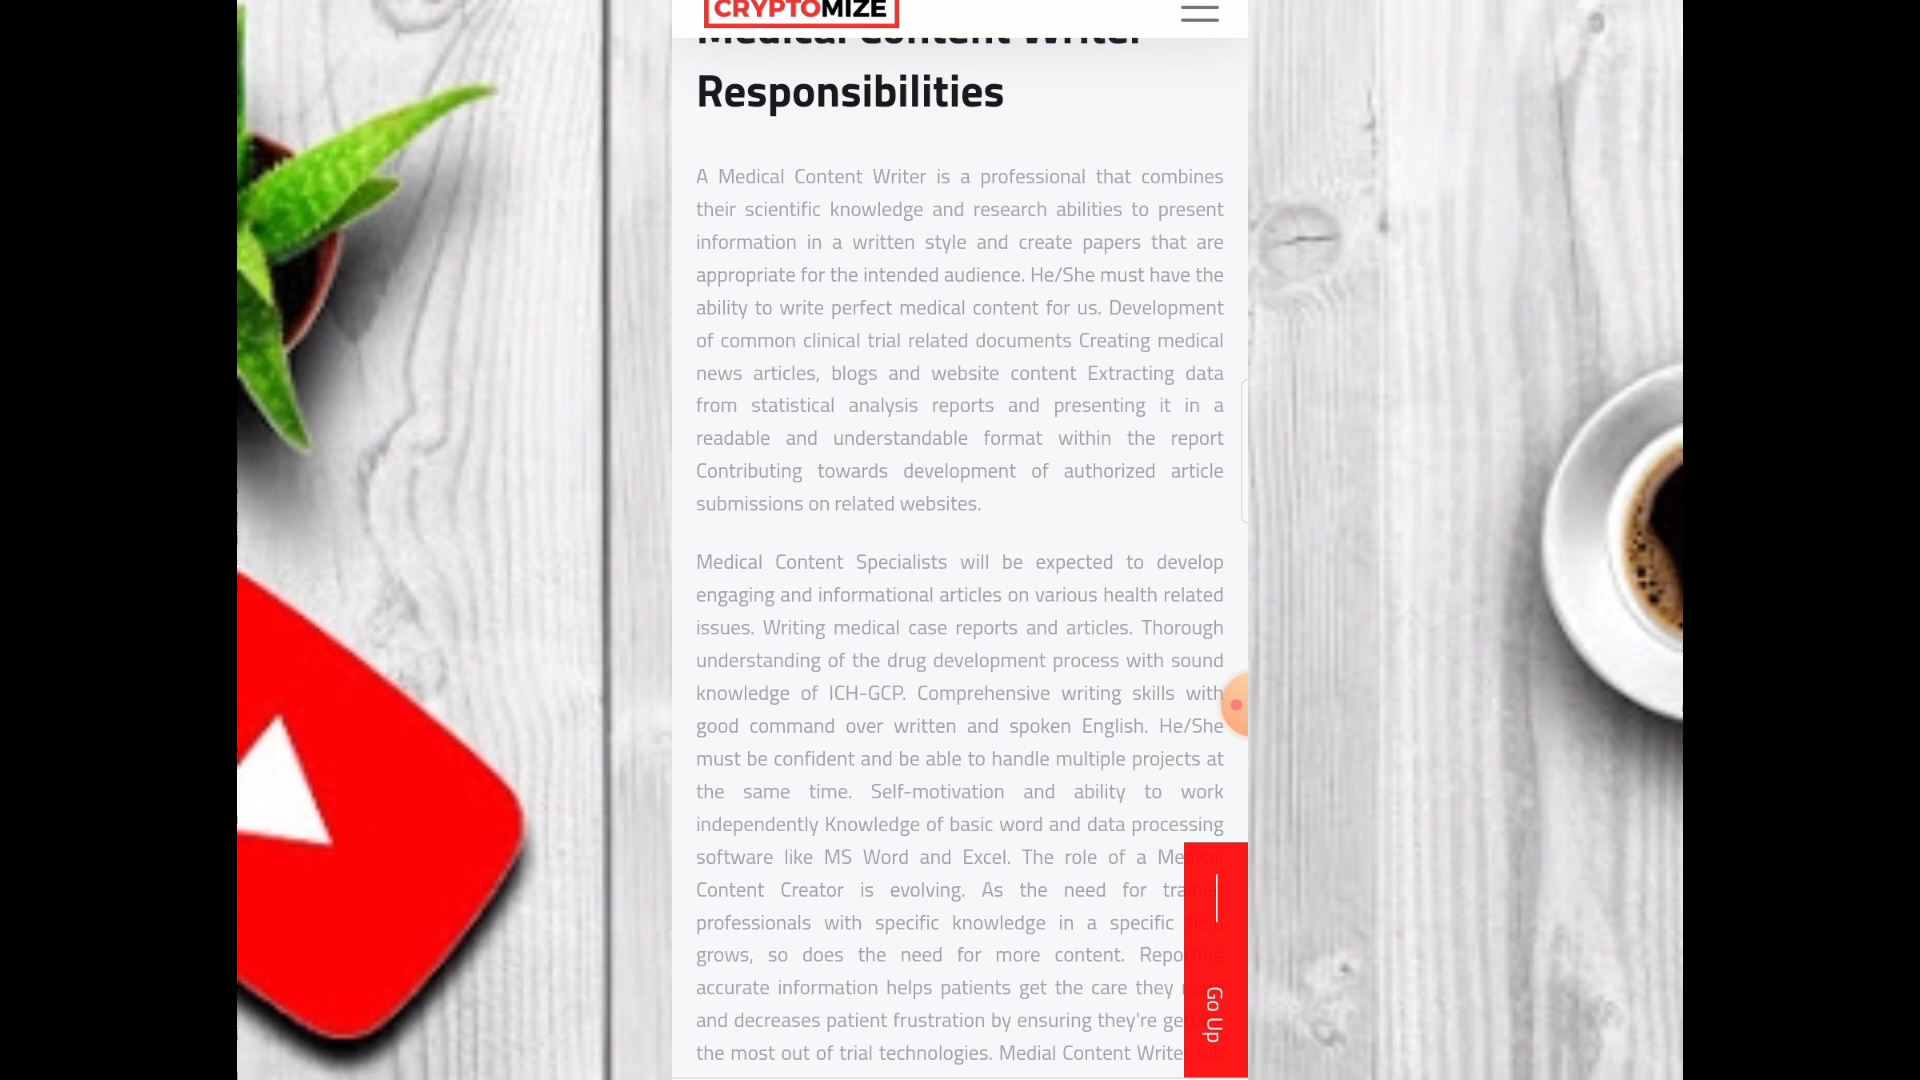 CRYPTOMIZE
Medical Content Writer
Responsibilities
A Medical Content Writer is a professional that combines
their scientific knowledge and research abilities to present
information in a written style and create papers that are
appropriate for the intended audience. He/She must have the
ability to write perfect medical content for us. Development
of common clinical trial related documents Creating medical
news articles, blogs and website content Extracting data
from statistical analysis reports and presenting it in a
readable and understandable format within the report
Contributing towards development of authorized article
submissions on related websites.
Medical Content Specialists will be expected to develop
engaging and informational articles on various health related
issues. Writing medical case reports and articles. Thorough
understanding of the drug development process with sound
knowledge of ICH-GCP. Comprehensive writing skills with
good command over written and spoken English. He/She
must be confident and be able to handle multiple projects at
the same time. Self-motivation and ability to work
independently Knowledge of basic word and data processing
software like MS Word and Excel. The role of a Medical
Content Creator is evolving. As the need for trained
professionals with specific knowledge in a specific field
grows, so does the need for more content. Reporting
accurate information helps patients get the care they
and decreases patient frustration by ensuring they're
the most out of trial technologies. Medial Content Writer Job
Go Up